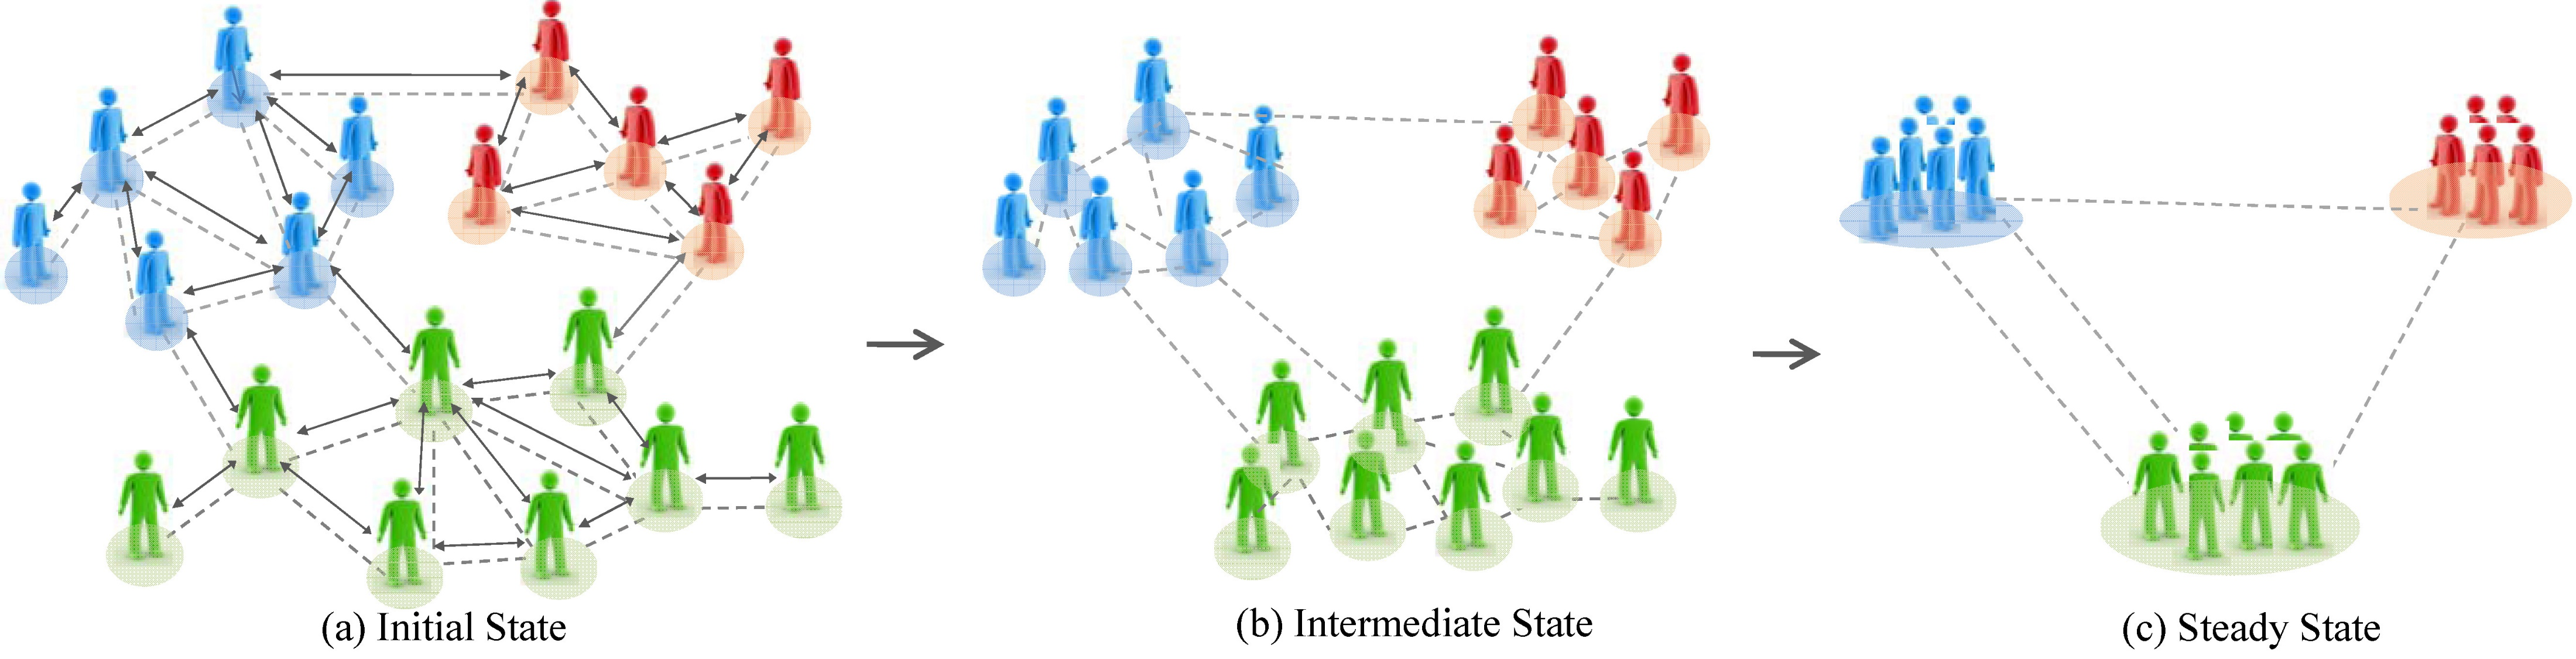 (a) Initial State
(b) Intermediate State
(c) Steady State